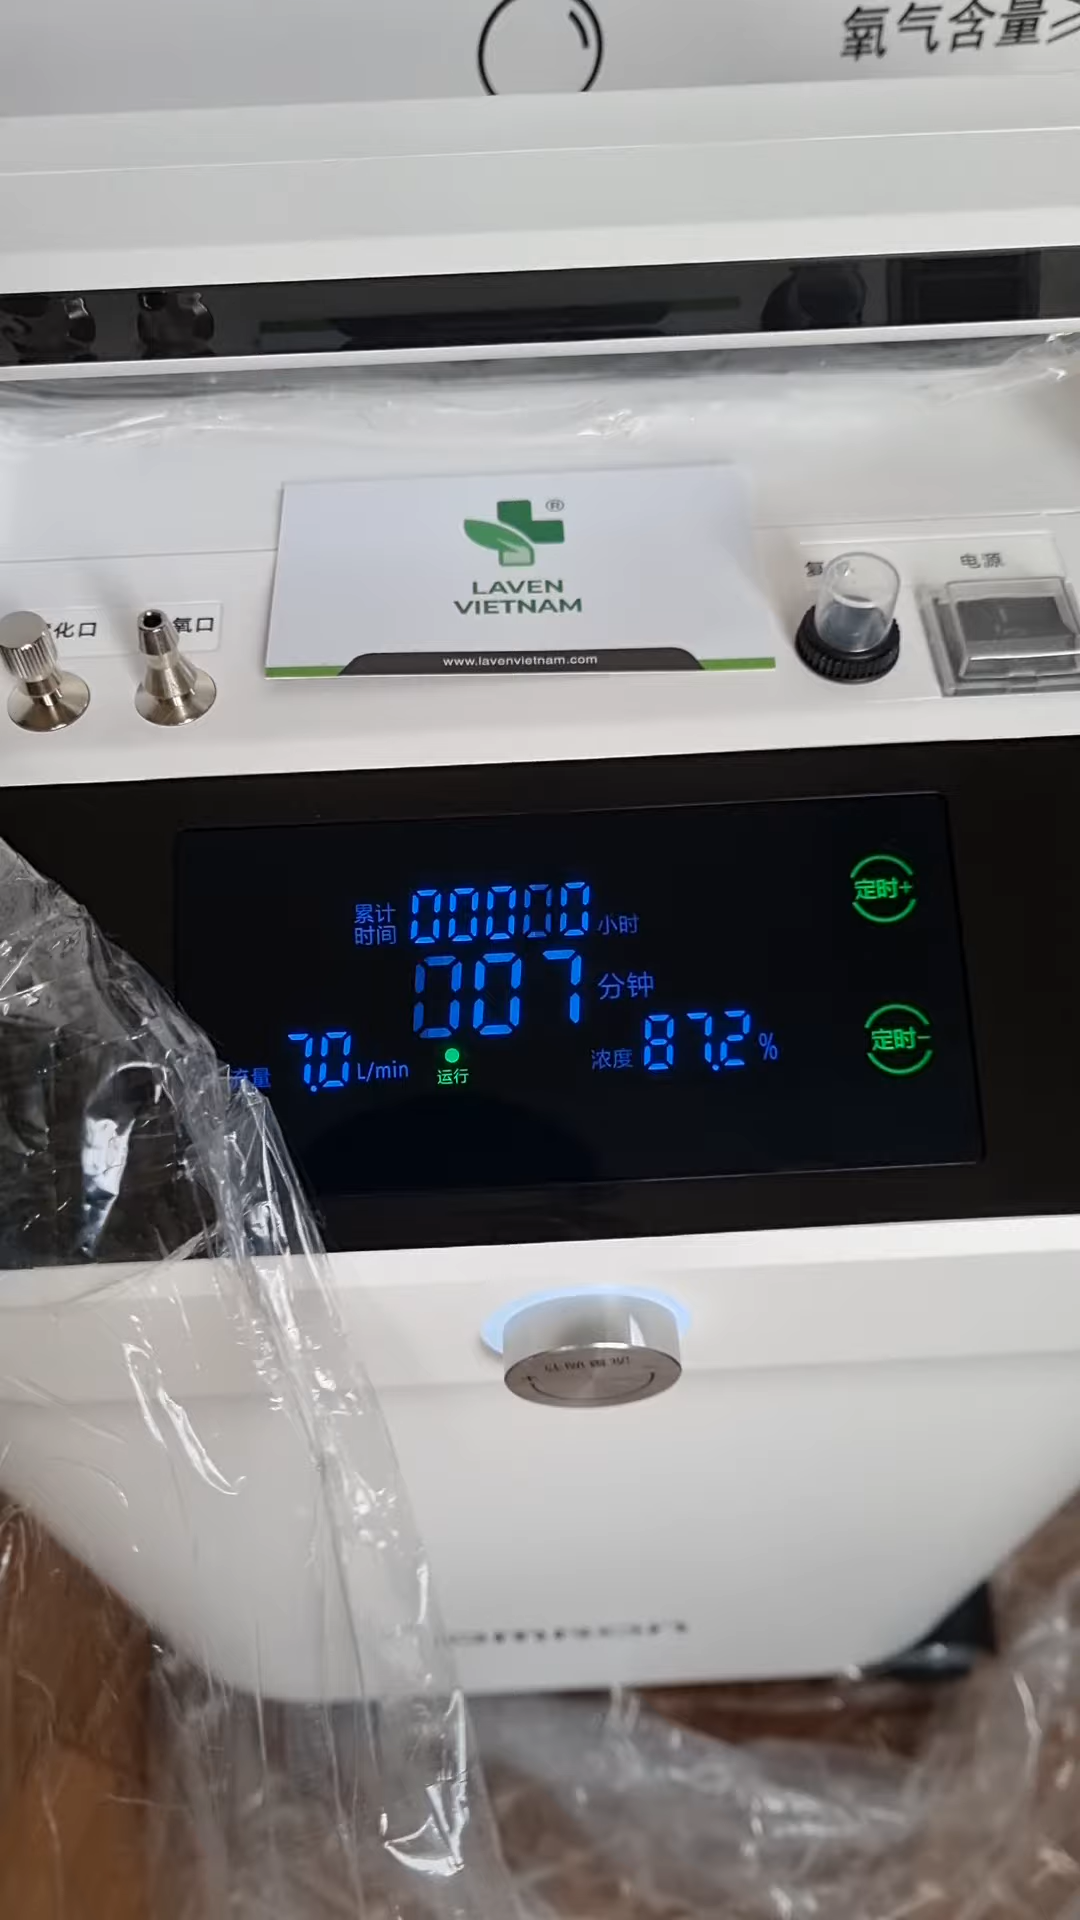 氧气含量>
®
LAVEN
VIETNAM
www.lavenvietnam.com
化口
氧口
电源
累计
时间
00000 小时
007 分钟
流量 7.0 L/min
运行
浓度 87.2 %
定时+
定时-